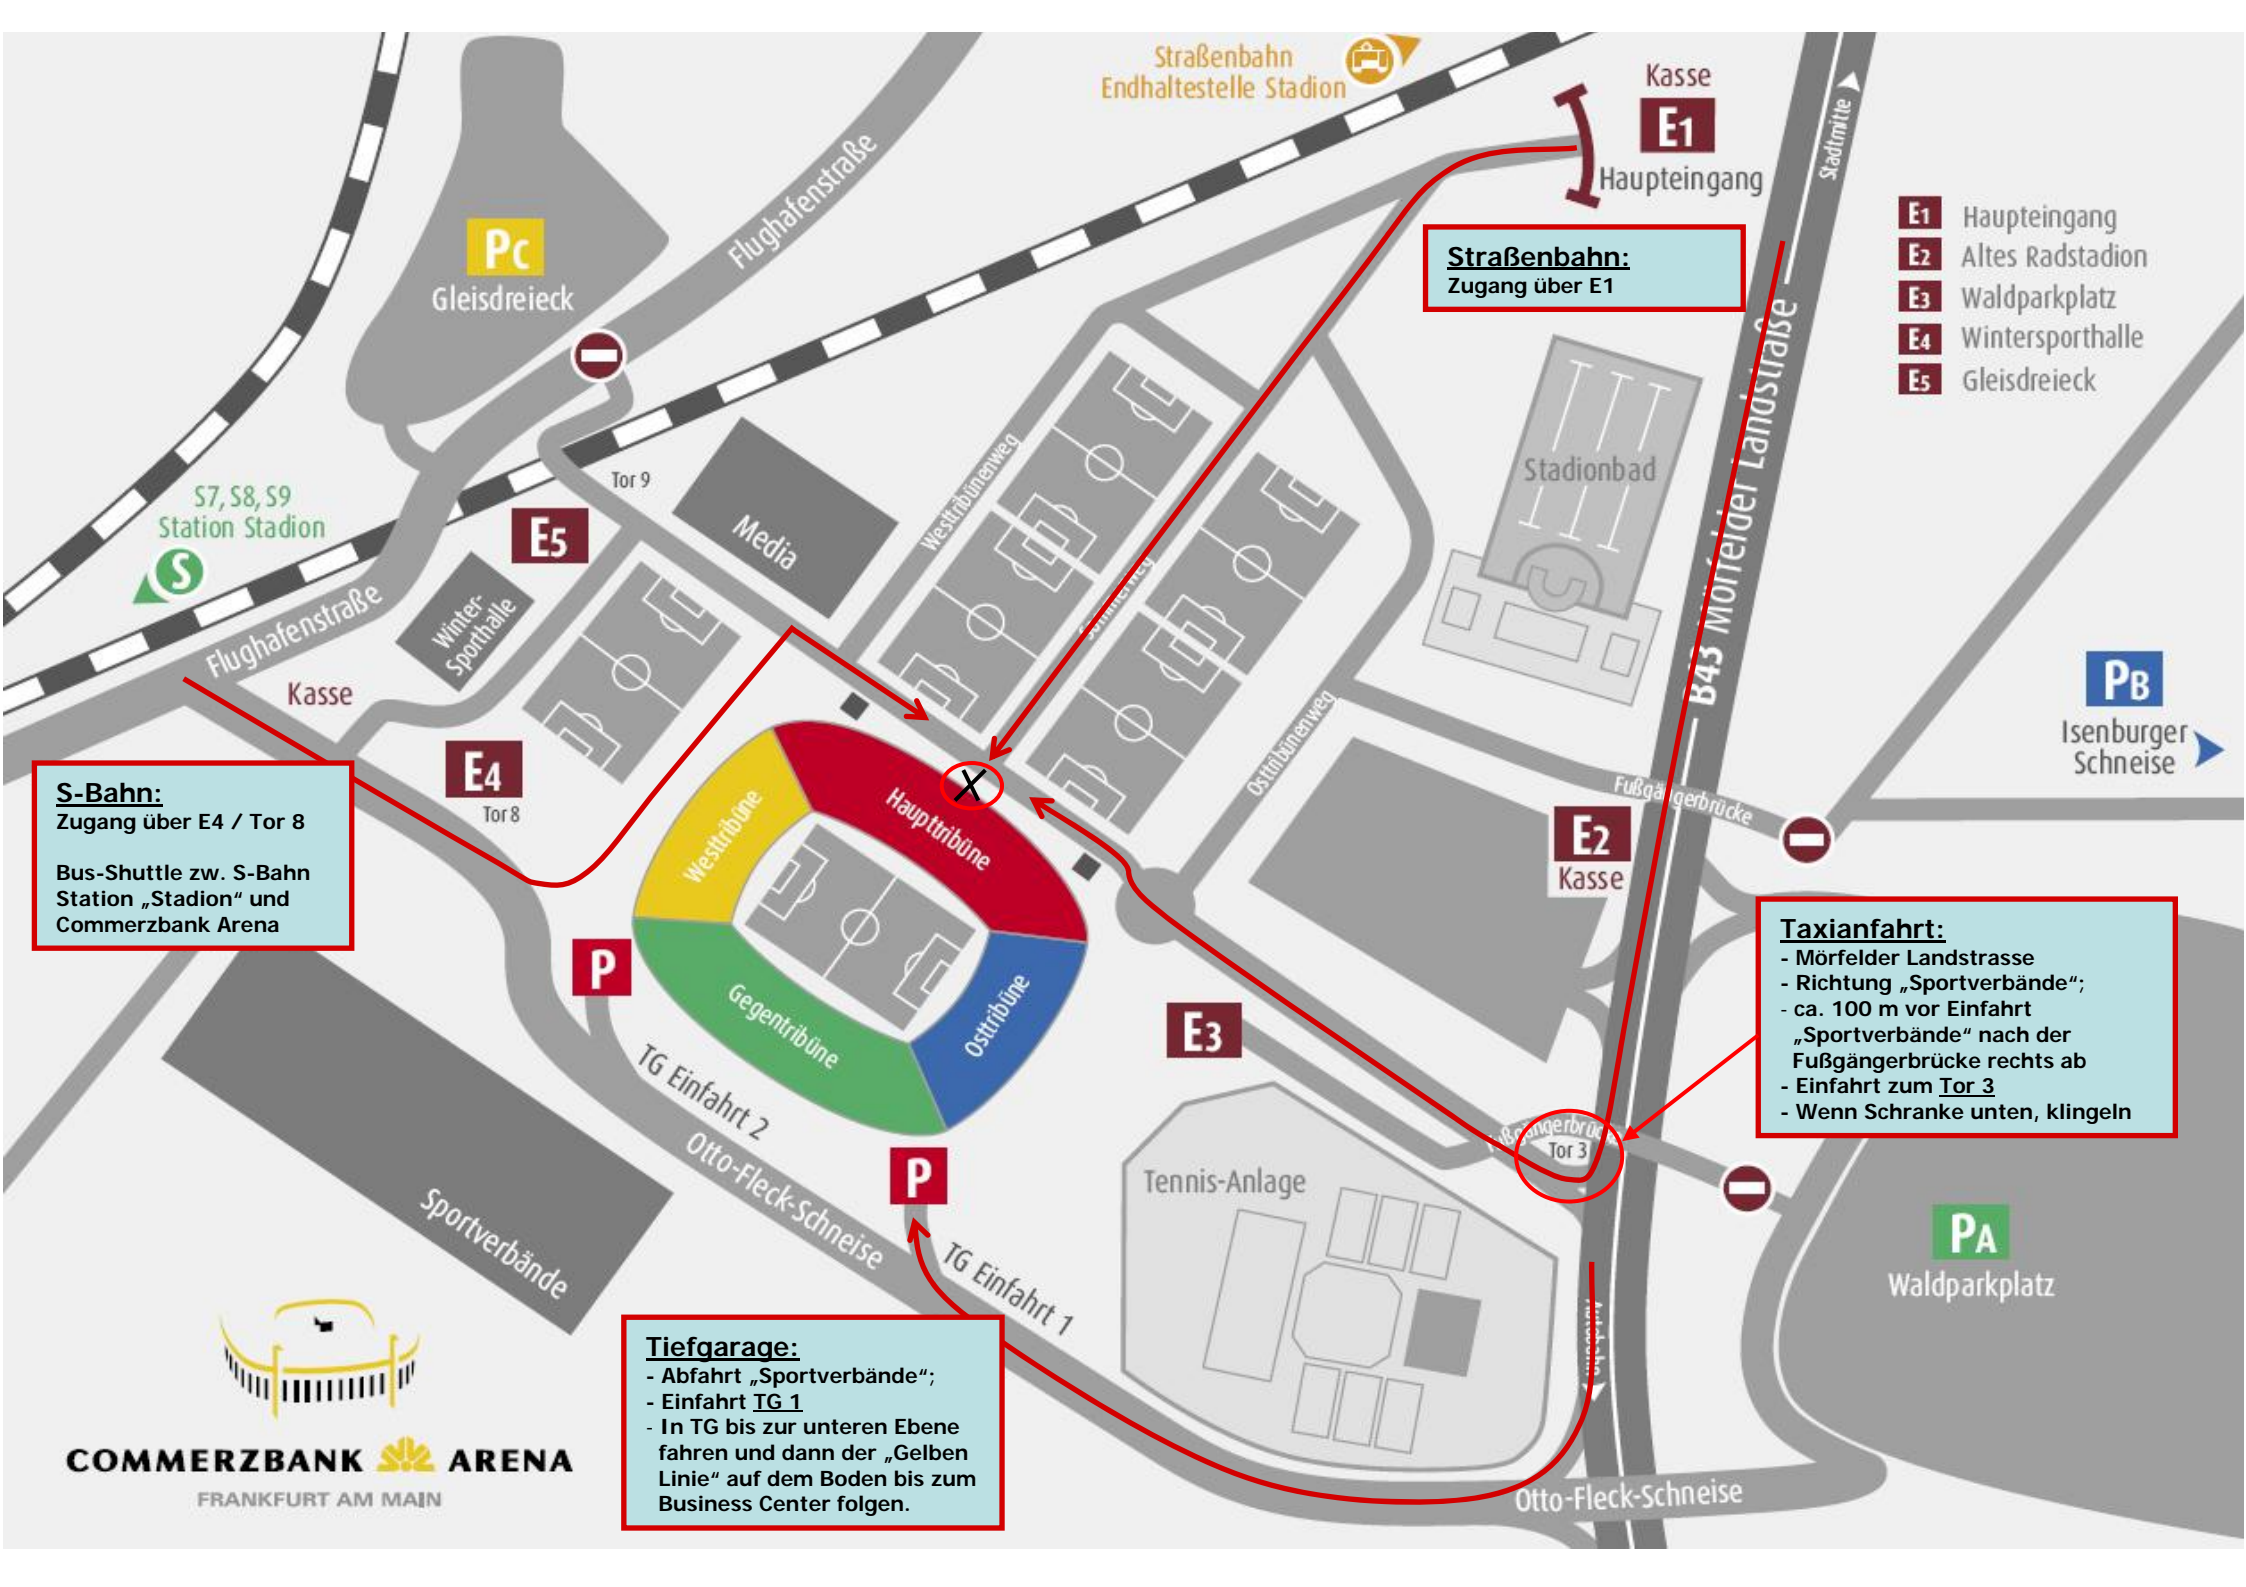 Straßenbahn
Endhaltestelle Stadion
Kasse
E1
Haupteingang
Stadtmitte
E1 Haupteingang
E2 Altes Radstadion
E3 Waldparkplatz
E4 Wintersporthalle
E5 Gleisdreieck
Straßenbahn:
Zugang über E1
Flughafenstraße
Pc
Gleisdreieck
Tor 9
Media
Westtribünenweg
Stadionbad
B43 Mörfelder Landstraße
S7, S8, S9
Station Stadion
S
E5
Winter-
Sporthalle
Flughafenstraße
Kasse
E4
Tor 8
Sommerweg
Osttribünenweg
PB
Isenburger
Schneise
Fußgängerbrücke
E2
Kasse
S-Bahn:
Zugang über E4 / Tor 8
Bus-Shuttle zw. S-Bahn
Station „Stadion“ und
Commerzbank Arena
X
Westtribüne
Haupttribüne
Gegentribüne
Osttribüne
P
TG Einfahrt 2
E3
Taxianfahrt:
- Mörfelder Landstrasse
- Richtung „Sportverbände“;
- ca. 100 m vor Einfahrt
„Sportverbände“ nach der
Fußgängerbrücke rechts ab
- Einfahrt zum Tor 3
- Wenn Schranke unten, klingeln
Fußgängerbrücke
Tor 3
Otto-Fleck-Schneise
P
TG Einfahrt 1
Tennis-Anlage
PA
Waldparkplatz
Sportverbände
Autobahn
Tiefgarage:
- Abfahrt „Sportverbände“;
- Einfahrt TG 1
- In TG bis zur unteren Ebene
fahren und dann der „Gelben
Linie“ auf dem Boden bis zum
Business Center folgen.
Otto-Fleck-Schneise
COMMERZBANK ARENA
FRANKFURT AM MAIN